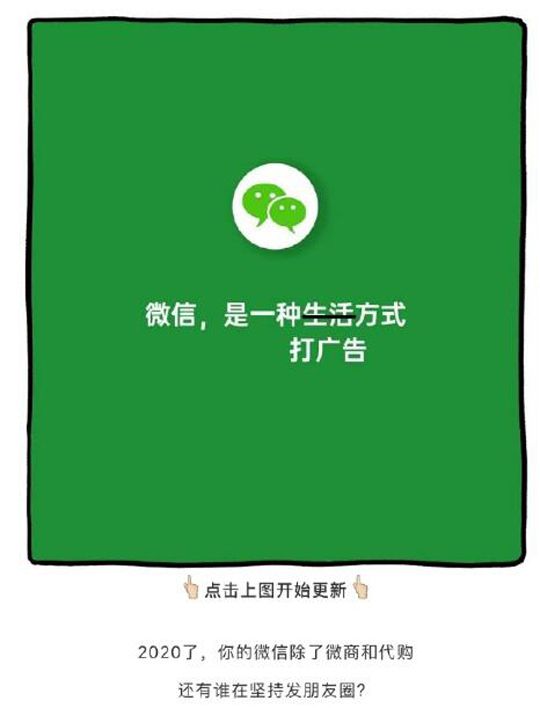 微信，是一种生活方式
打广告
👆🏻点击上图开始更新👆🏻
2020了，你的微信除了微商和代购
还有谁在坚持发朋友圈？